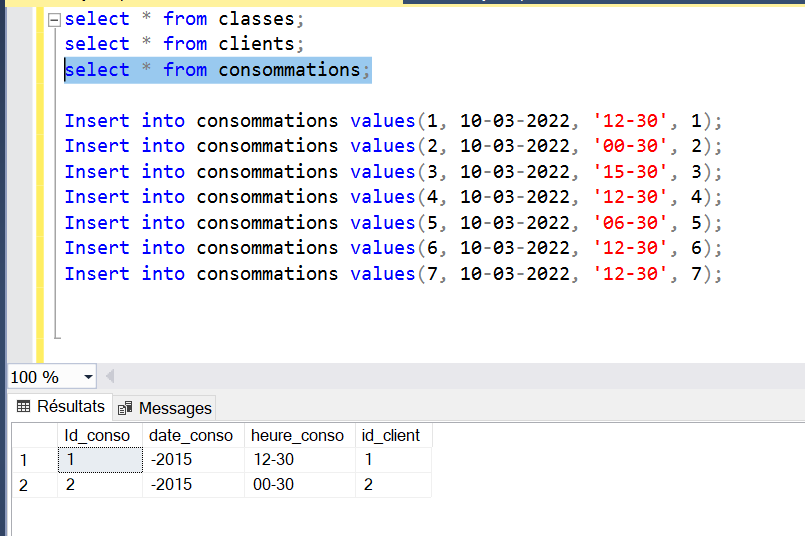 select * from classes;
select * from clients;
select * from consommations;
Insert into consommations values(1, 10-03-2022, '12-30', 1);
Insert into consommations values(2, 10-03-2022, '00-30', 2);
Insert into consommations values(3, 10-03-2022, '15-30', 3);
Insert into consommations values(4, 10-03-2022, '12-30', 4);
Insert into consommations values(5, 10-03-2022, '06-30', 5);
Insert into consommations values(6, 10-03-2022, '12-30', 6);
Insert into consommations values(7, 10-03-2022, '12-30', 7);
100 %
Résultats Messages
Id_conso date_conso heure_conso id_client
1 1 -2015 12-30 1
2 2 -2015 00-30 2